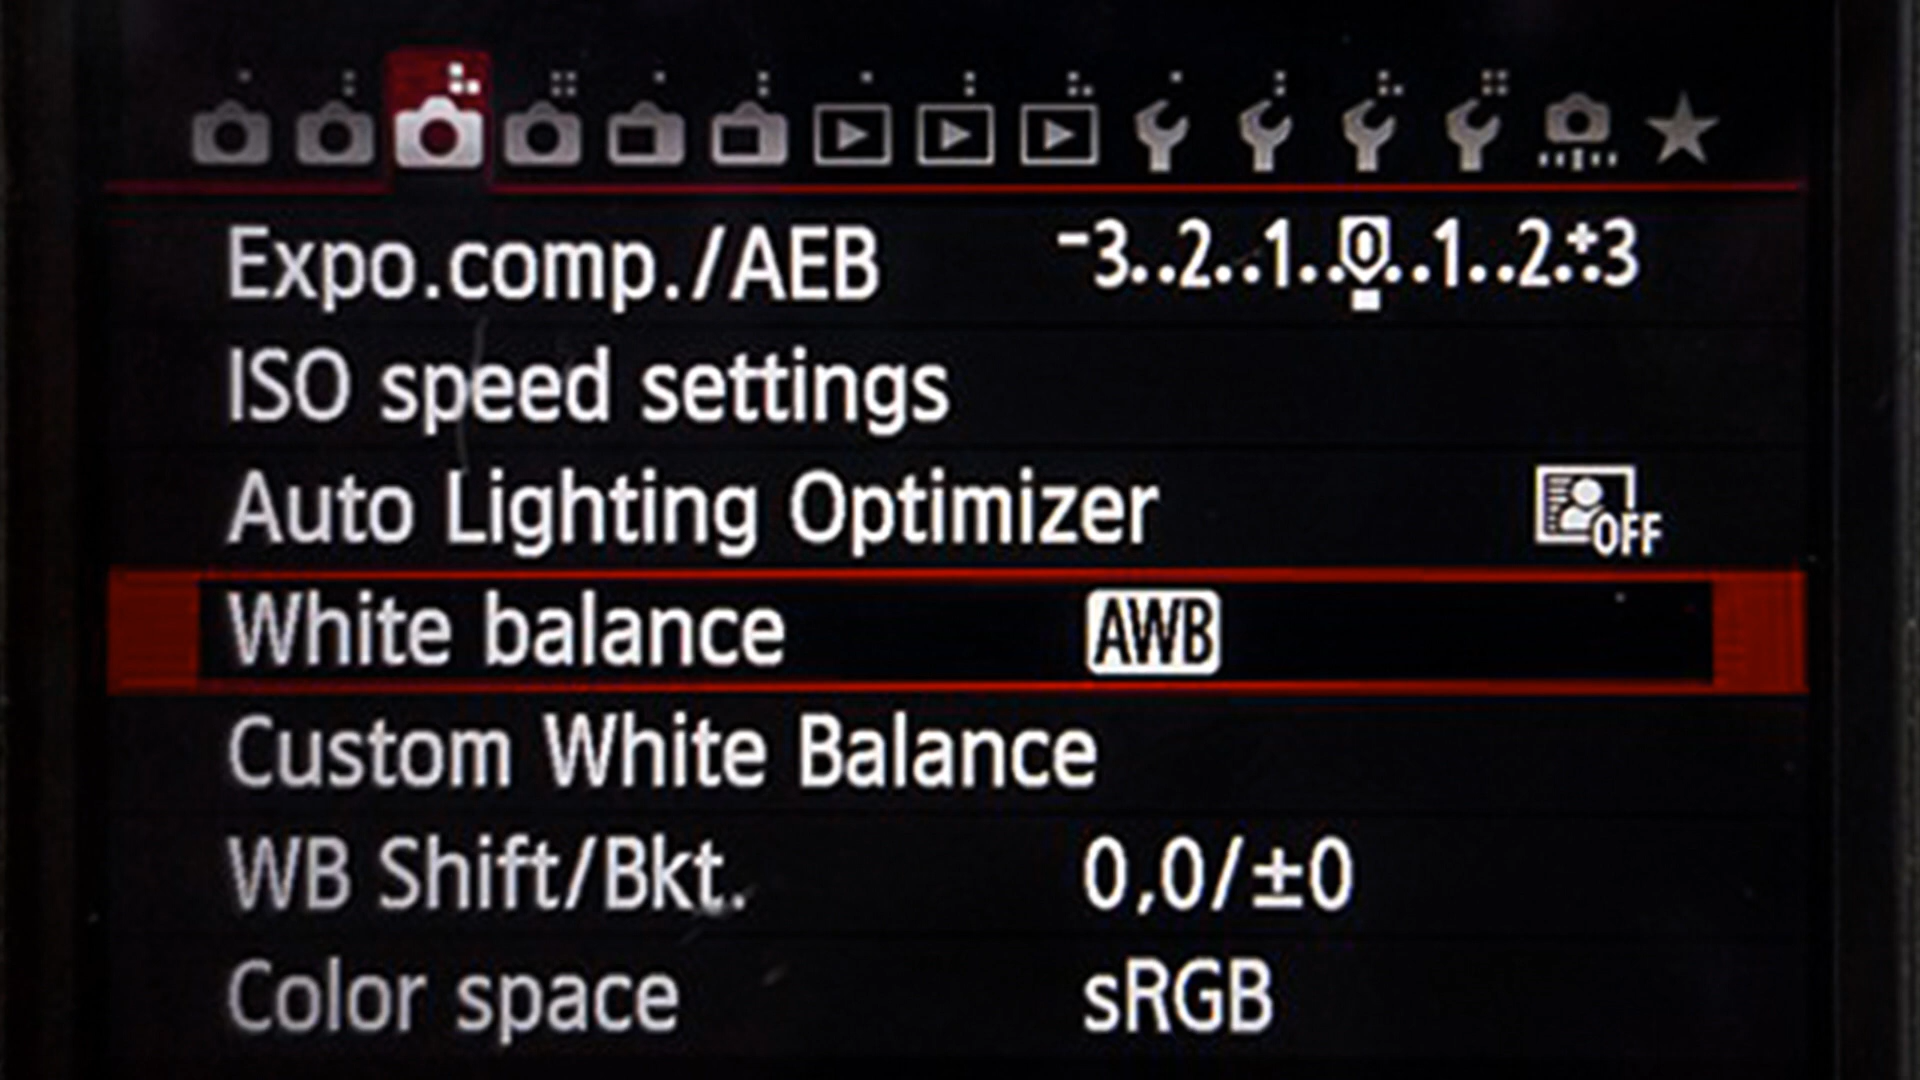 Expo.comp./AEB -3..2..1..0..1..2..+3
ISO speed settings
Auto Lighting Optimizer OFF
White balance AWB
Custom White Balance
WB Shift/Bkt. 0,0/±0
Color space sRGB